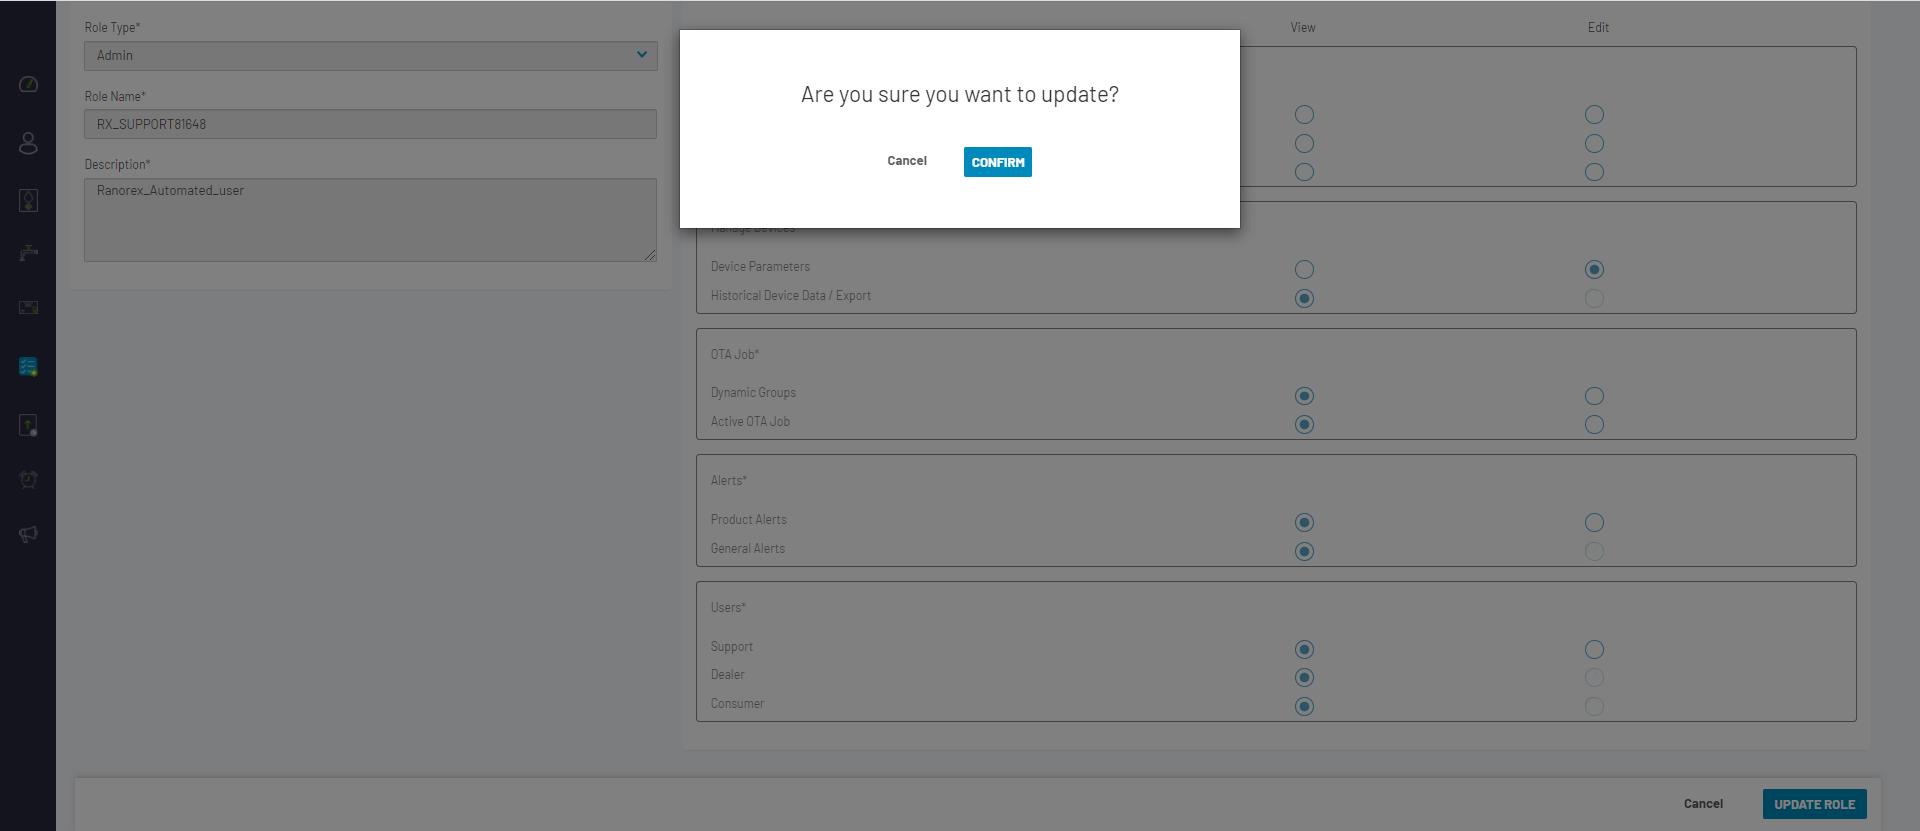 Role Type*
Admin
Role Name*
RX_SUPPORT81648
Description*
Ranorex_Automated_user
View
Edit
Are you sure you want to update?
Cancel
CONFIRM
Manage Devices
Device Parameters
Historical Device Data / Export
OTA Job*
Dynamic Groups
Active OTA Job
Alerts*
Product Alerts
General Alerts
Users*
Support
Dealer
Consumer
Cancel
UPDATE ROLE